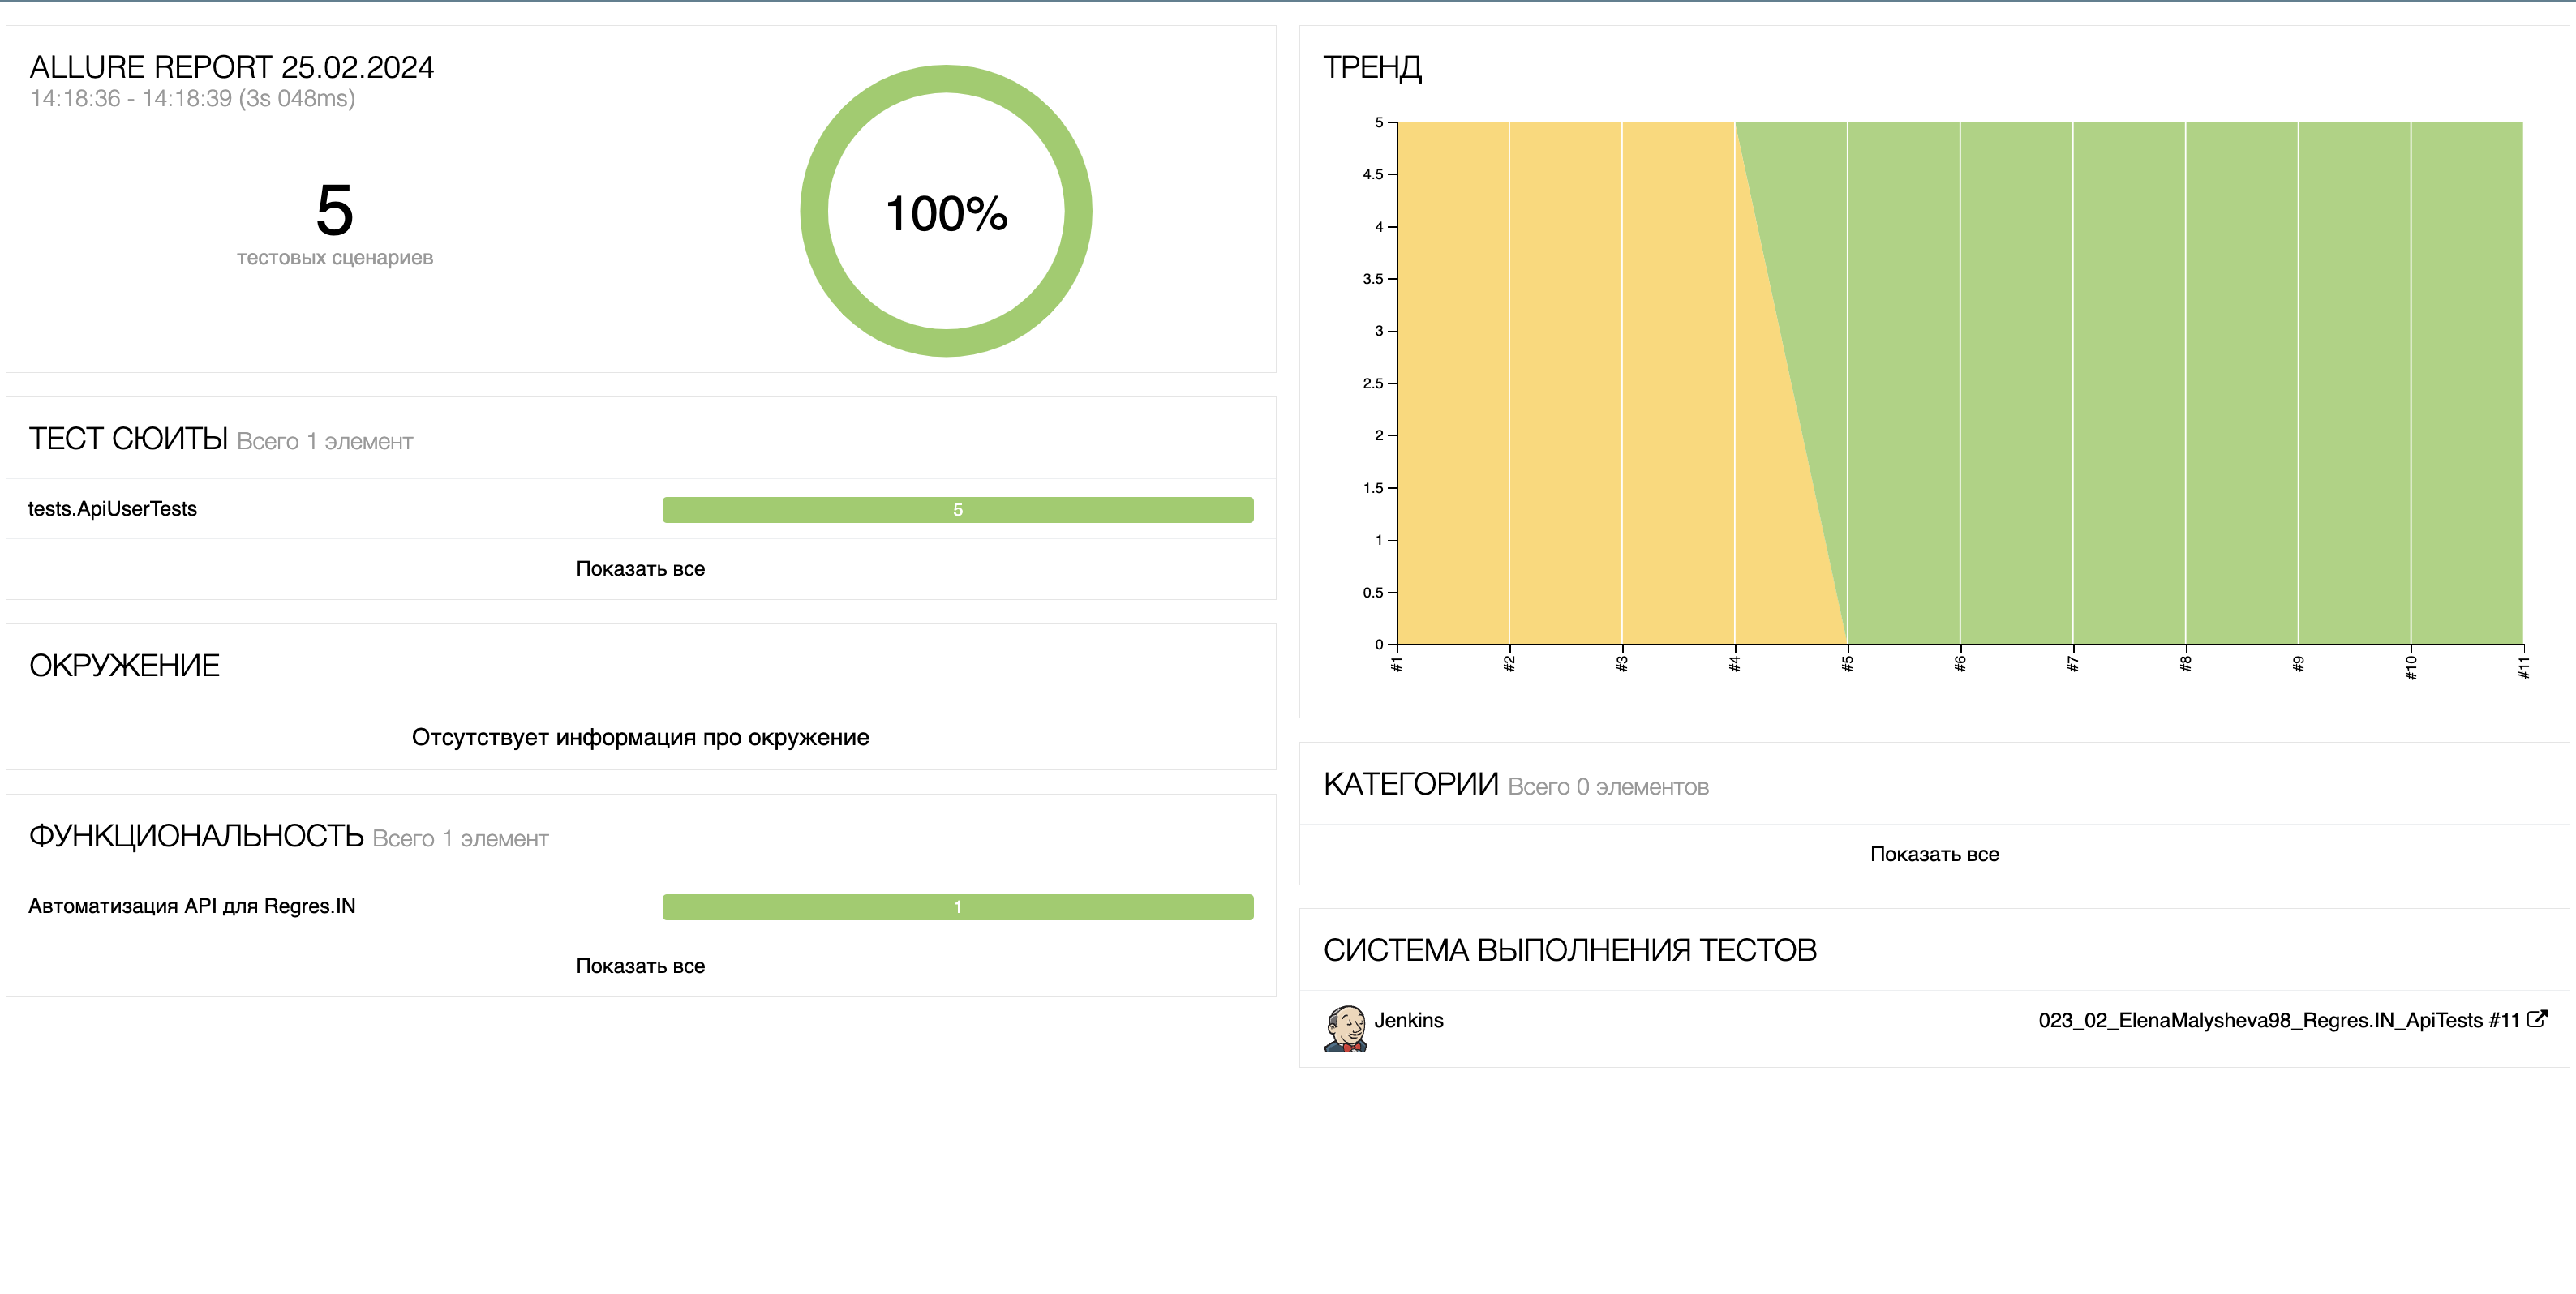 ALLURE REPORT 25.02.2024
14:18:36 - 14:18:39 (3s 048ms)
5
тестовых сценариев
100%
ТЕСТ СЮИТЫ Всего 1 элемент
tests.ApiUserTests
5
Показать все
ОКРУЖЕНИЕ
Отсутствует информация про окружение
ФУНКЦИОНАЛЬНОСТЬ Всего 1 элемент
Автоматизация API для Regres.IN
1
Показать все
ТРЕНД
5
4.5
4
3.5
3
2.5
2
1.5
1
0.5
0
#1
#2
#3
#4
#5
#6
#7
#8
#9
#10
#11
КАТЕГОРИИ Всего 0 элементов
Показать все
СИСТЕМА ВЫПОЛНЕНИЯ ТЕСТОВ
Jenkins
023_02_ElenaMalysheva98_Regres.IN_ApiTests #11